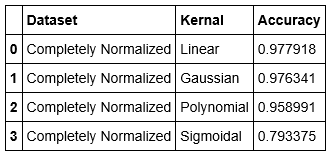 Dataset Kernal Accuracy
0 Completely Normalized Linear 0.977918
1 Completely Normalized Gaussian 0.976341
2 Completely Normalized Polynomial 0.958991
3 Completely Normalized Sigmoidal 0.793375